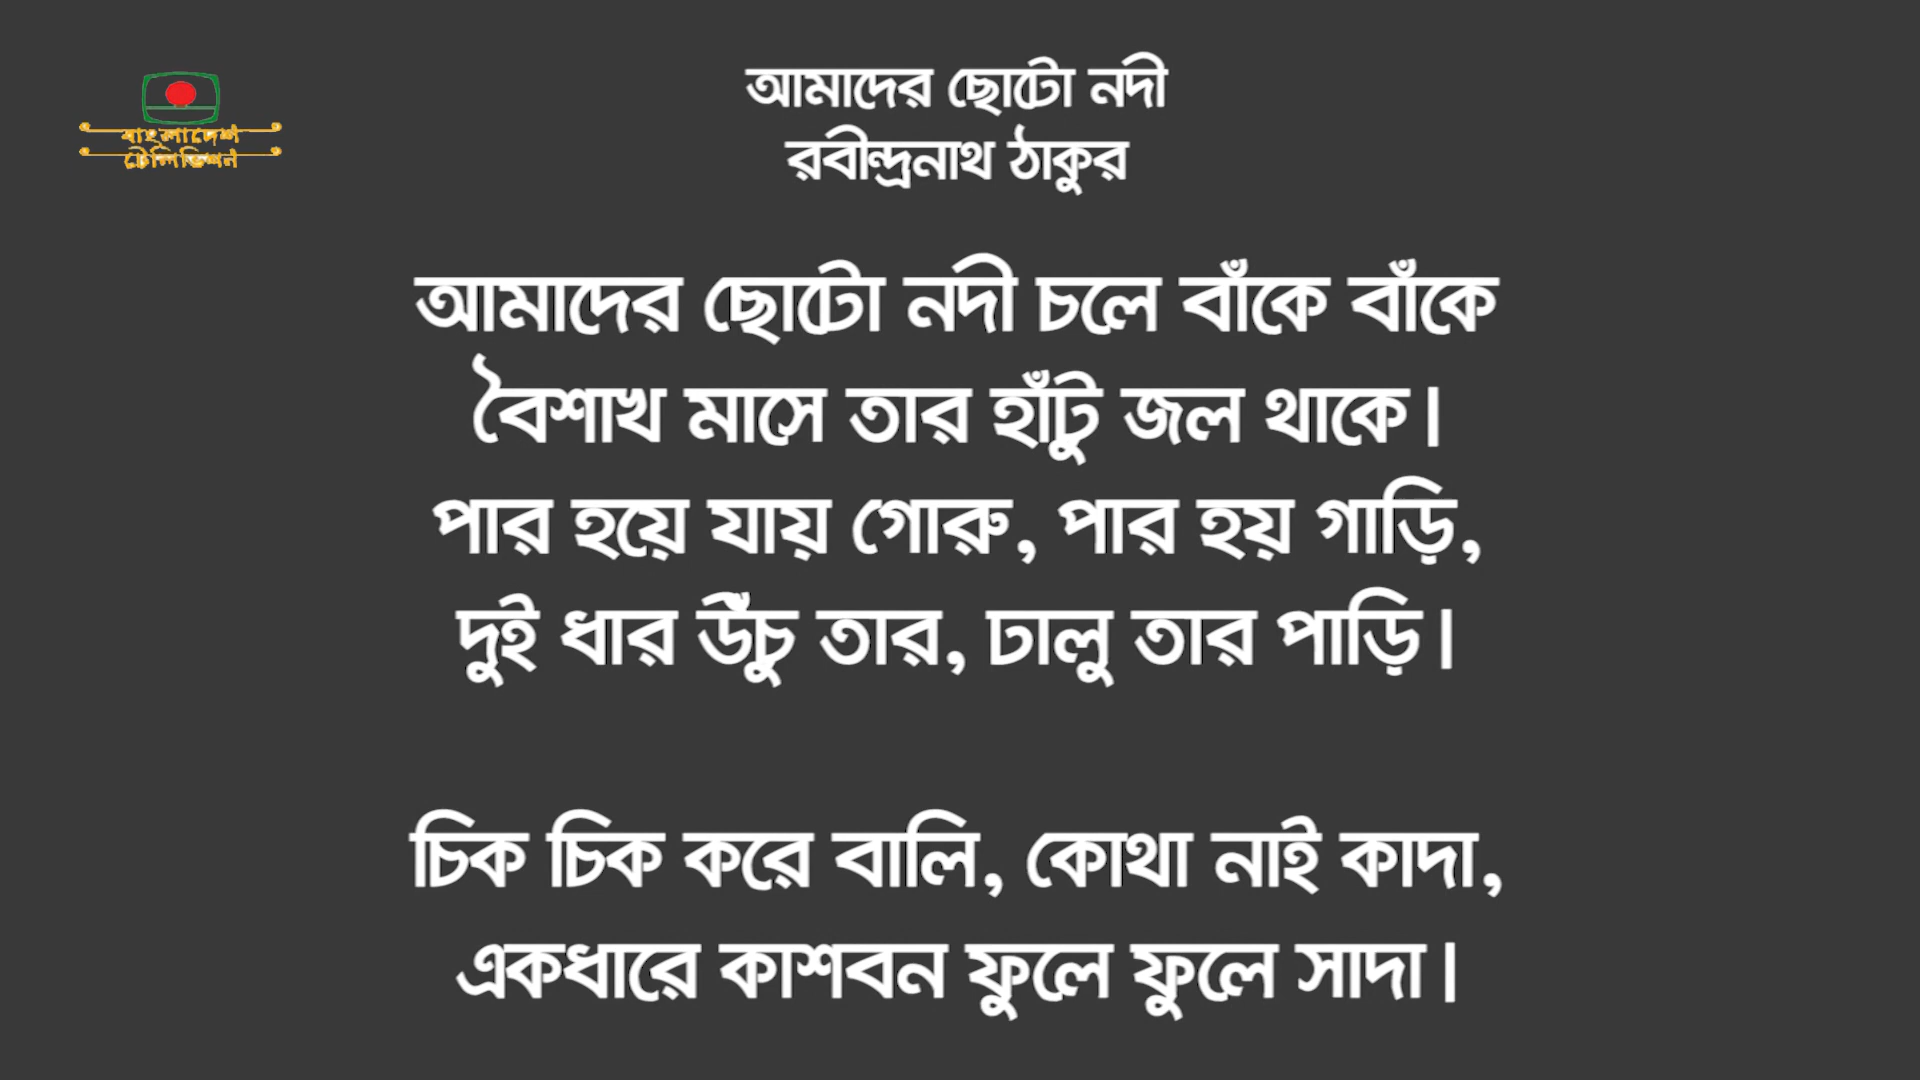 বাংলাদেশ
টেলিভিশন
আমাদের ছোটো নদী
রবীন্দ্রনাথ ঠাকুর
আমাদের ছোটো নদী চলে বাঁকে বাঁকে
বৈশাখ মাসে তার হাঁটু জল থাকে।
পার হয়ে যায় গোরু, পার হয় গাড়ি,
দুই ধার উঁচু তার, ঢালু তার পাড়ি।
চিক চিক করে বালি, কোথা নাই কাদা,
একধারে কাশবন ফুলে ফুলে সাদা।